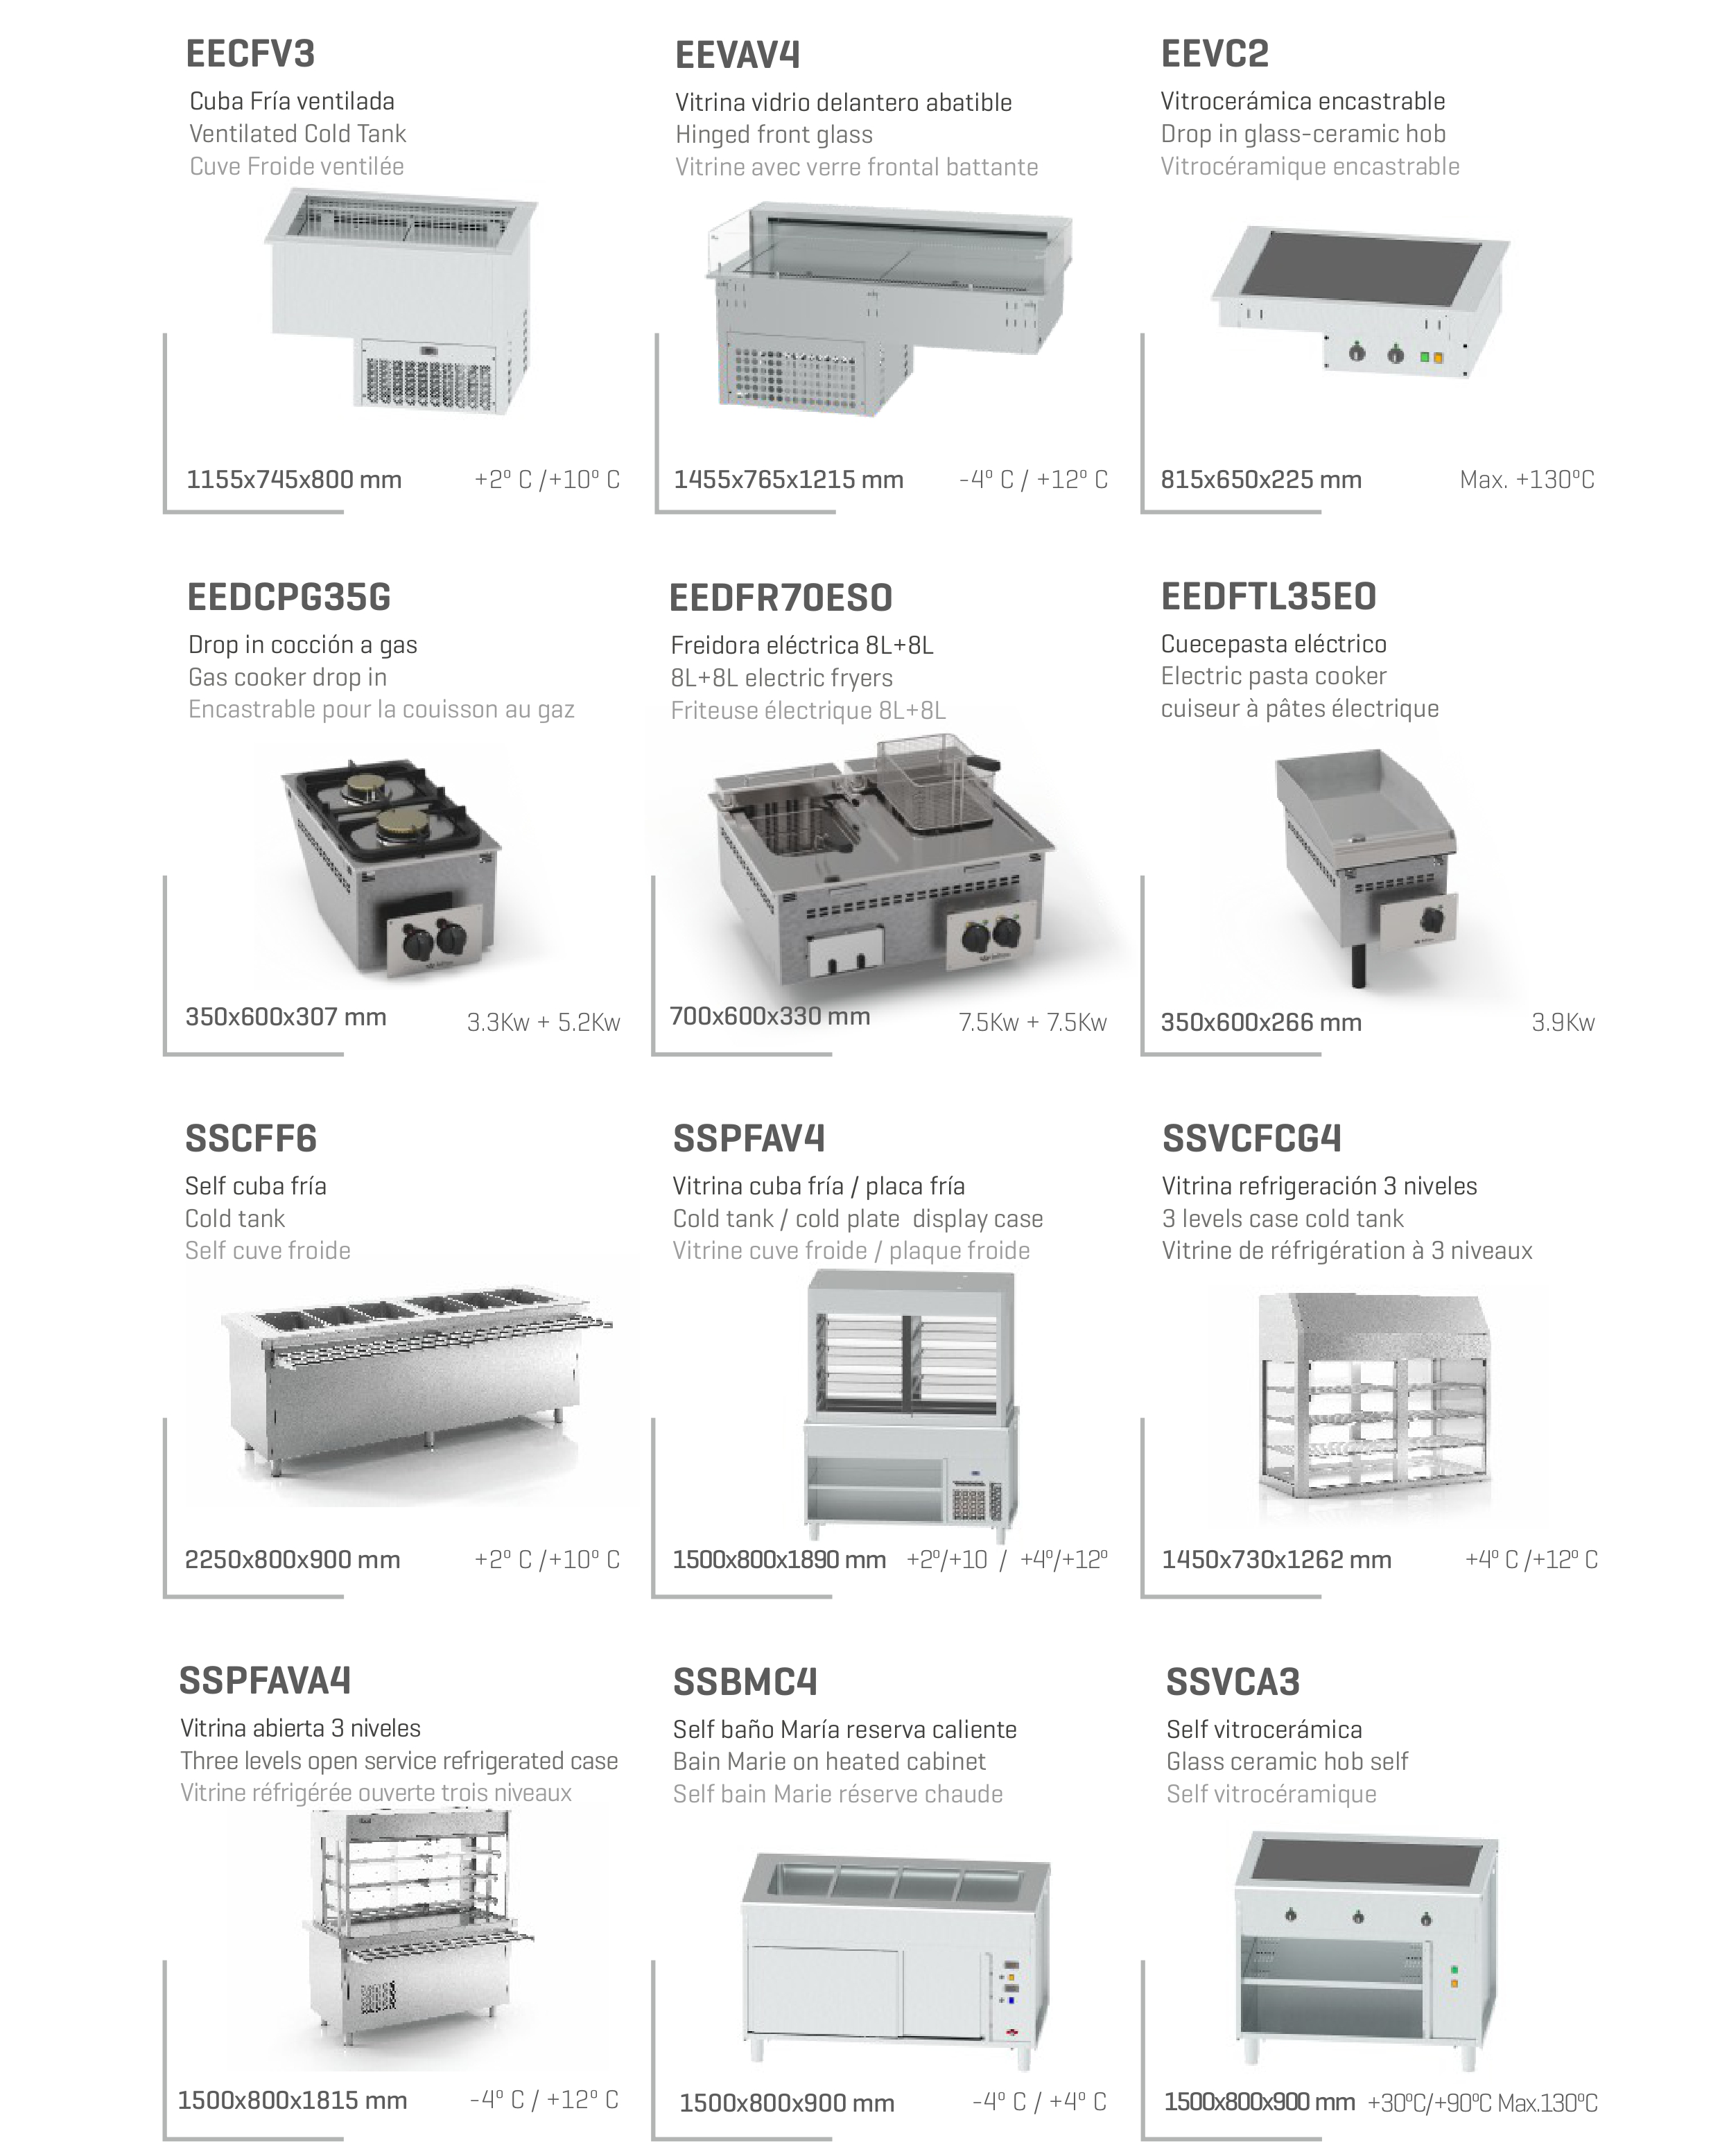 EECFV3
Cuba Fría ventilada
Ventilated Cold Tank
Cuve Froide ventilée
1155x745x800 mm +2º C /+10º C
EEVAV4
Vitrina vidrio delantero abatible
Hinged front glass
Vitrine avec verre frontal battante
1455x765x1215 mm -4º C / +12º C
EEVC2
Vitrocerámica encastrable
Drop in glass-ceramic hob
Vitrocéramique encastrable
815x650x225 mm Max. +130ºC
EEDCPG35G
Drop in cocción a gas
Gas cooker drop in
Encastrable pour la couisson au gaz
350x600x307 mm 3.3Kw + 5.2Kw
EEDFR70ESO
Freidora eléctrica 8L+8L
8L+8L electric fryers
Friteuse électrique 8L+8L
700x600x330 mm 7.5Kw + 7.5Kw
EEDFTL35EO
Cuecepasta eléctrico
Electric pasta cooker
cuiseur à pâtes électrique
350x600x266 mm 3.9Kw
SSCFF6
Self cuba fría
Cold tank
Self cuve froide
2250x800x900 mm +2º C /+10º C
SSPFAV4
Vitrina cuba fría / placa fría
Cold tank / cold plate display case
Vitrine cuve froide / plaque froide
1500x800x1890 mm +2º/+10 / +4º/+12º
SSVCFCG4
Vitrina refrigeración 3 niveles
3 levels case cold tank
Vitrine de réfrigération à 3 niveaux
1450x730x1262 mm +4º C /+12º C
SSPFAVA4
Vitrina abierta 3 niveles
Three levels open service refrigerated case
Vitrine réfrigérée ouverte trois niveaux
1500x800x1815 mm -4º C / +12º C
SSBMC4
Self baño María reserva caliente
Bain Marie on heated cabinet
Self bain Marie réserve chaude
1500x800x900 mm -4º C / +4º C
SSVCA3
Self vitrocerámica
Glass ceramic hob self
Self vitrocéramique
1500x800x900 mm +30ºC/+90ºC Max.130ºC